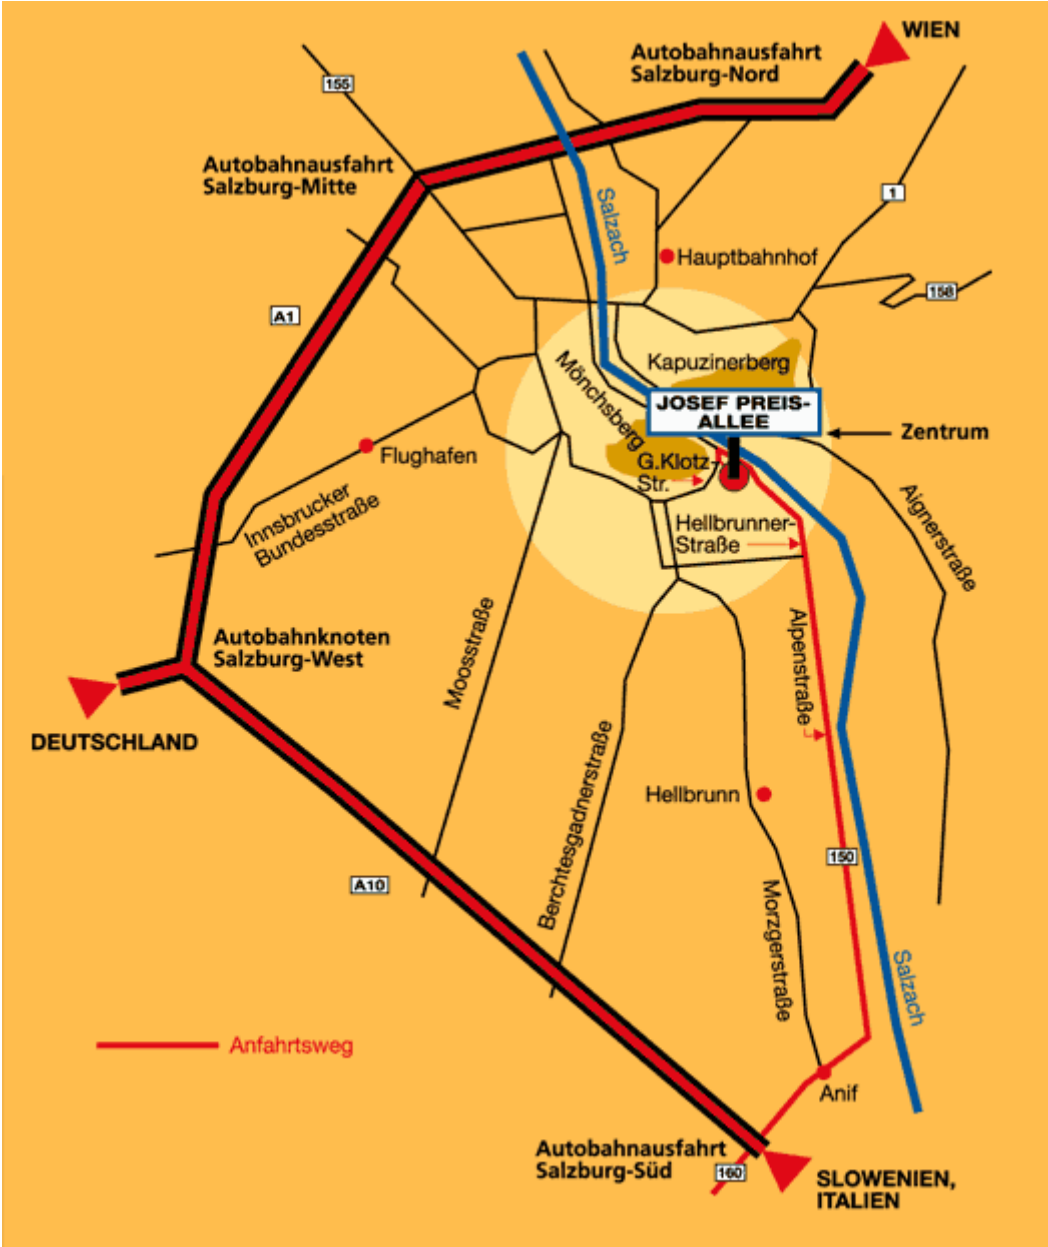 WIEN
Autobahnausfahrt
Salzburg-Nord
155
Autobahnausfahrt
Salzburg-Mitte
1
Salzach
Hauptbahnhof
158
A1
Kapuzinerberg
Mönchsberg
JOSEF PREIS-
ALLEE
Zentrum
Flughafen
G.Klotz-
Str.
Innsbrucker
Bundesstraße
Hellbrunner-
Straße
Aignerstraße
Autobahnknoten
Salzburg-West
Moosstraße
Alpenstraße
DEUTSCHLAND
Berchtesgadnerstraße
Hellbrunn
150
A10
Morzgerstraße
Salzach
Anfahrtsweg
Anif
Autobahnausfahrt
Salzburg-Süd
160
SLOWENIEN,
ITALIEN